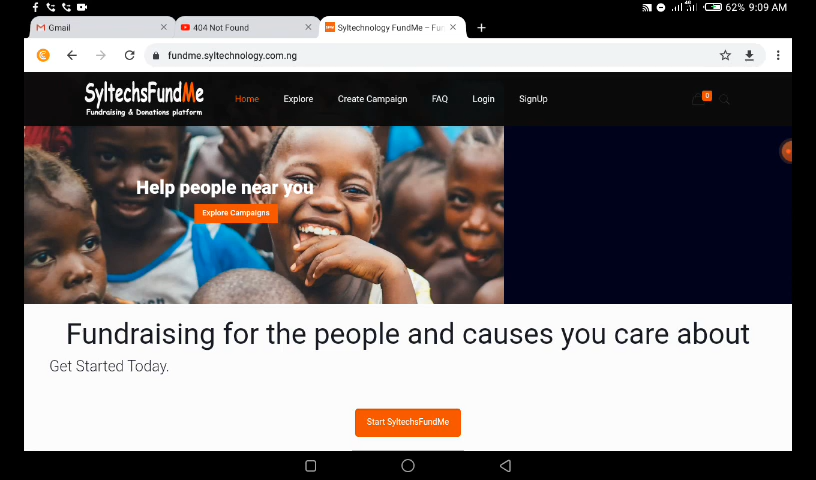 62% 9:09 AM
Gmail
404 Not Found
Syltechnology FundMe – Fun
fundme.syltechnology.com.ng
SyltechsFundMe
Fundraising & Donations platform
Home
Explore
Create Campaign
FAQ
Login
SignUp
0
Help people near you
Explore Campaigns
Fundraising for the people and causes you care about
Get Started Today.
Start SyltechsFundMe